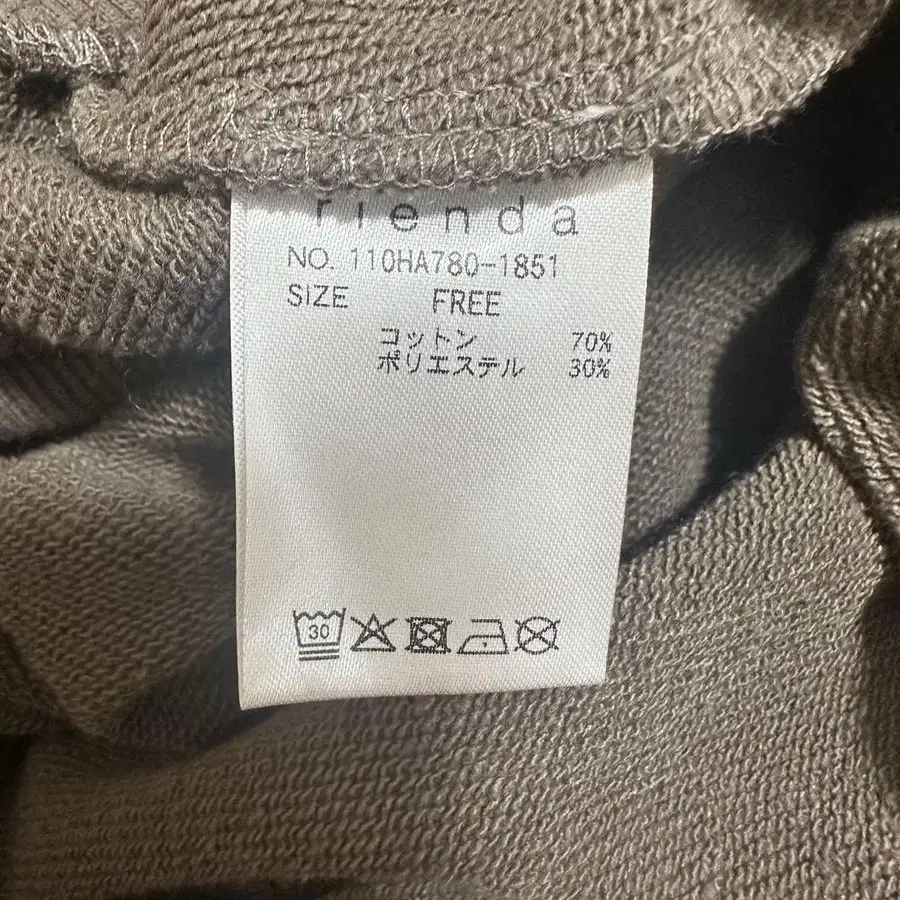 rienda
NO. 110HA780-1851
SIZE FREE
コットン 70%
ポリエステル 30%
30